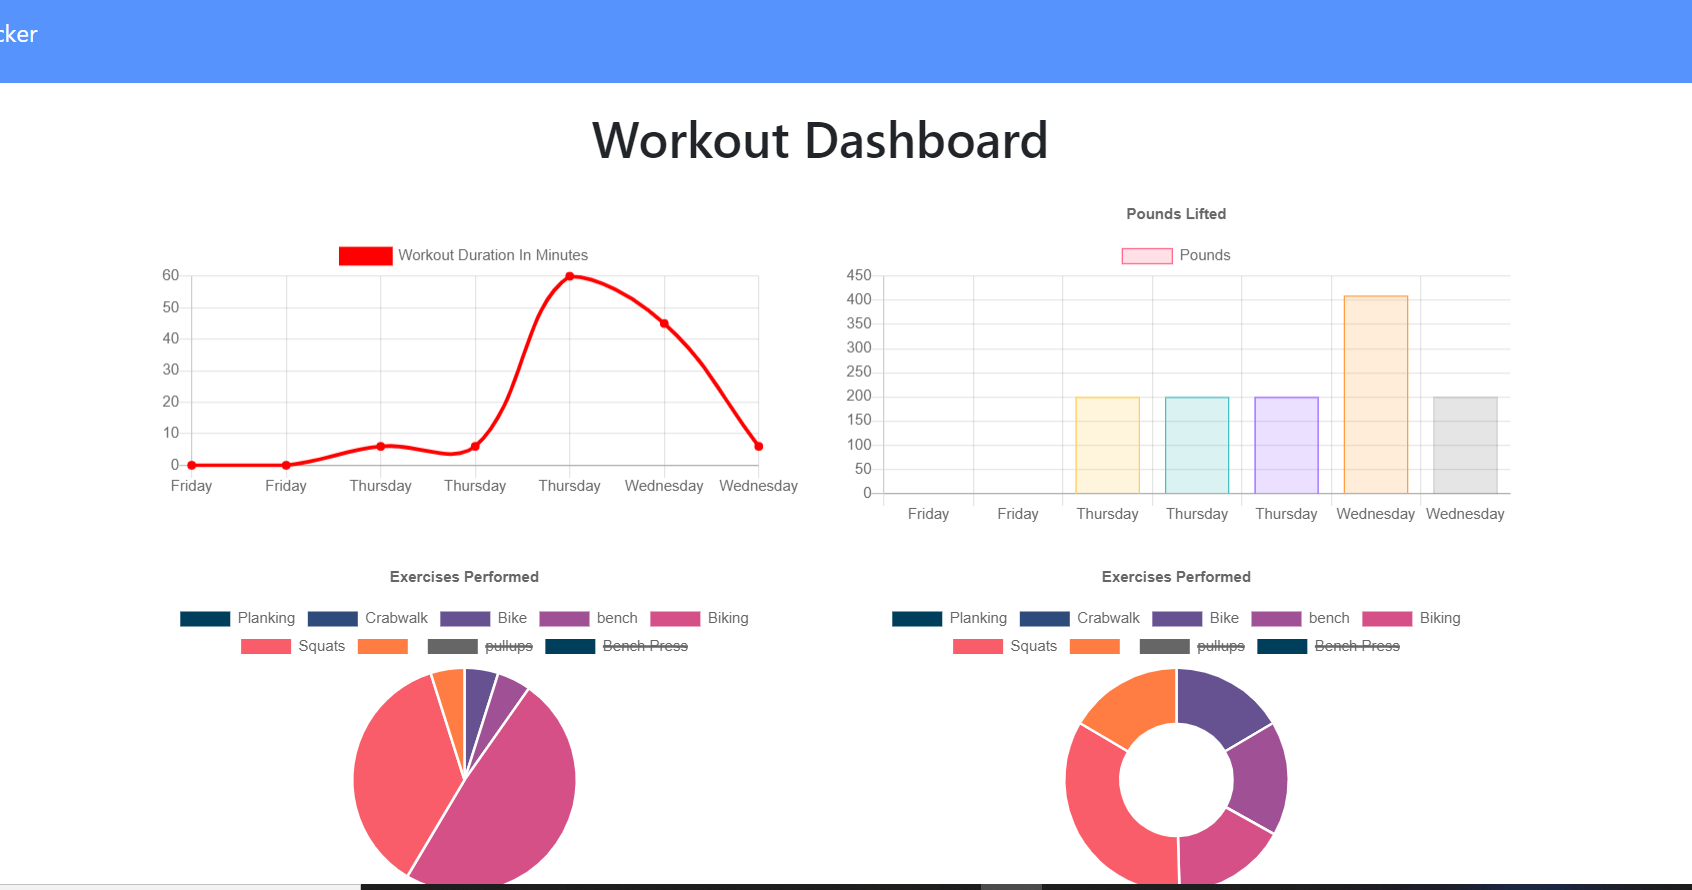 cker
Workout Dashboard
Workout Duration In Minutes
60
50
40
30
20
10
0
Friday Friday Thursday Thursday Thursday Wednesday Wednesday
Pounds Lifted
Pounds
450
400
350
300
250
200
150
100
50
0
Friday Friday Thursday Thursday Thursday Wednesday Wednesday
Exercises Performed
Planking Crabwalk Bike bench Biking
Squats pullups Bench Press
Exercises Performed
Planking Crabwalk Bike bench Biking
Squats pullups Bench Press